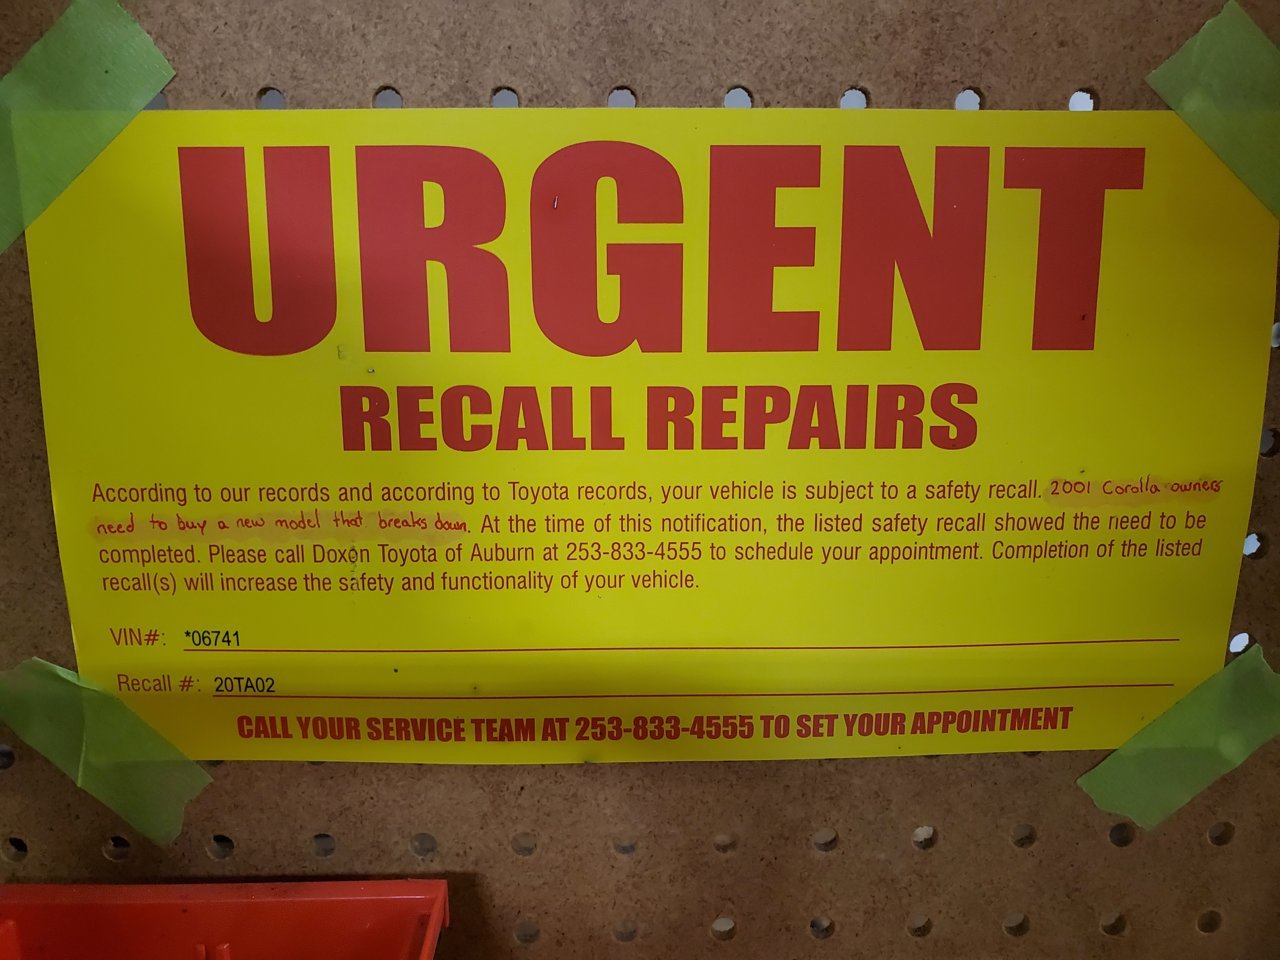 URGENT
RECALL REPAIRS
According to our records and according to Toyota records, your vehicle is subject to a safety recall. 2001 Corolla owners
need to buy a new model that breaks down. At the time of this notification, the listed safety recall showed the need to be
completed. Please call Doxon Toyota of Auburn at 253-833-4555 to schedule your appointment. Completion of the listed
recall(s) will increase the safety and functionality of your vehicle.
VIN#: *06741
Recall #: 20TA02
CALL YOUR SERVICE TEAM AT 253-833-4555 TO SET YOUR APPOINTMENT